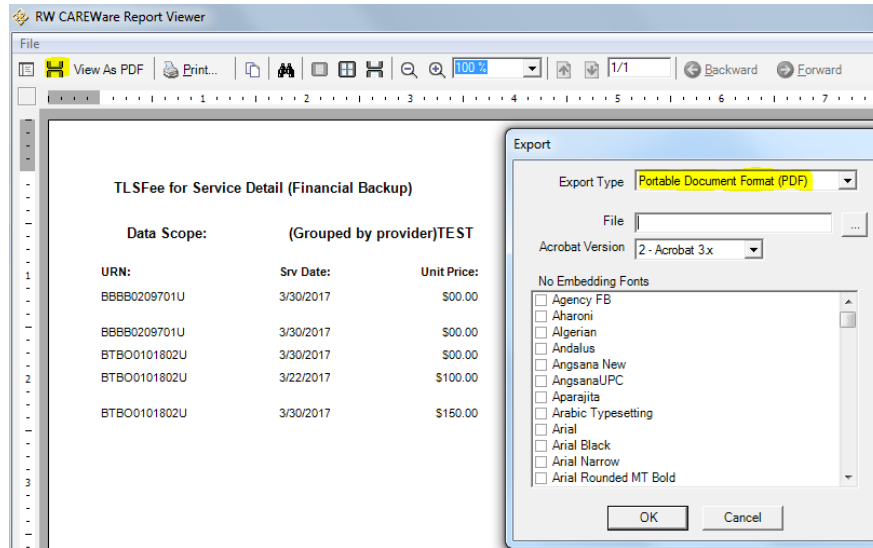 RW CAREWare Report Viewer
File
View As PDF Print... 100 % 1/1 Backward Forward
1 2 3 4 5 6 7
TLSFee for Service Detail (Financial Backup)
Data Scope: (Grouped by provider)TEST
URN: Srv Date: Unit Price:
BBBB0209701U 3/30/2017 $00.00
BBBB0209701U 3/30/2017 $00.00
BTBO0101802U 3/30/2017 $00.00
BTBO0101802U 3/22/2017 $100.00
BTBO0101802U 3/30/2017 $150.00
1
2
3
Export
Export Type Portable Document Format (PDF)
File ...
Acrobat Version 2 - Acrobat 3.x
No Embedding Fonts
Agency FB
Aharoni
Algerian
Andalus
Angsana New
AngsanaUPC
Aparajita
Arabic Typesetting
Arial
Arial Black
Arial Narrow
Arial Rounded MT Bold
OK Cancel